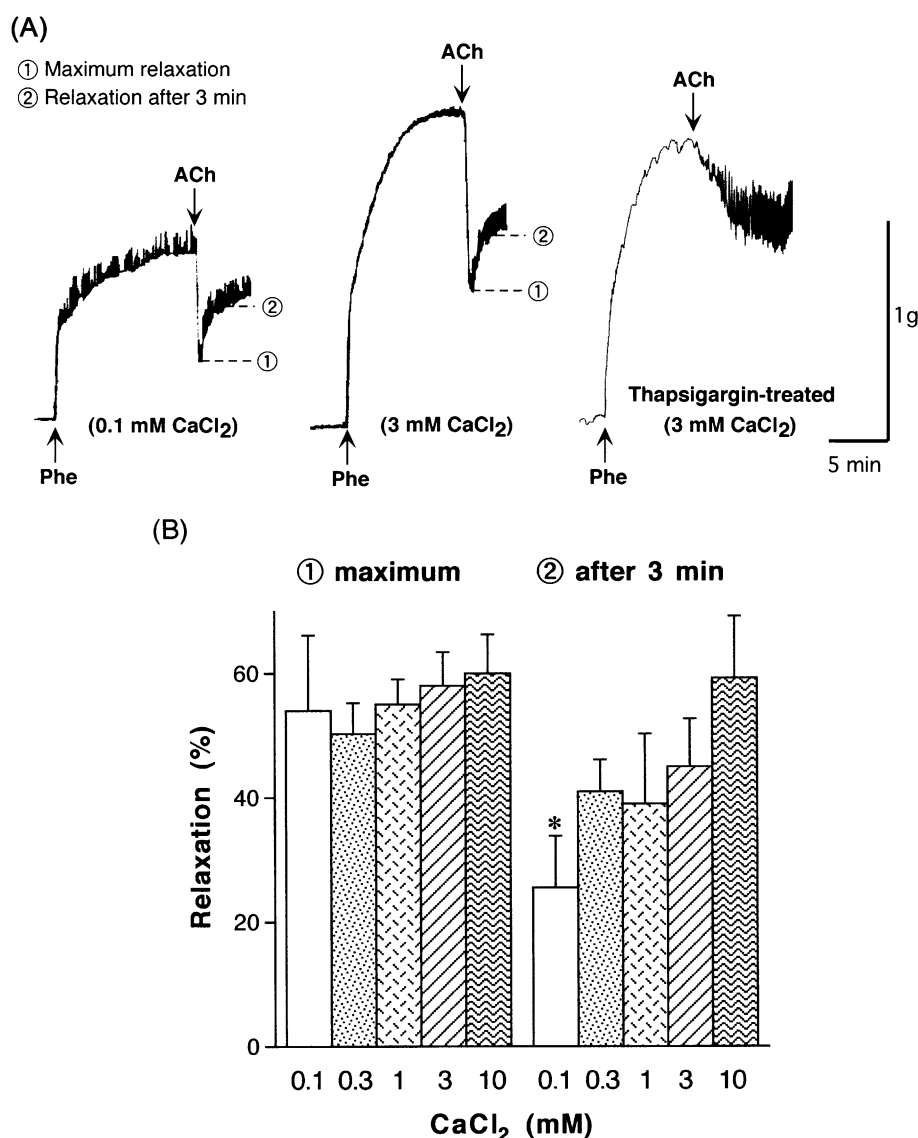 (A)
① Maximum relaxation
② Relaxation after 3 min
ACh
②
①
(0.1 mM CaCl₂)
Phe
ACh
②
①
(3 mM CaCl₂)
Phe
ACh
Thapsigargin-treated
(3 mM CaCl₂)
Phe
1g
5 min
(B)
① maximum
② after 3 min
Relaxation (%)
60
40
20
0
*
0.1 0.3 1 3 10 0.1 0.3 1 3 10
CaCl₂ (mM)